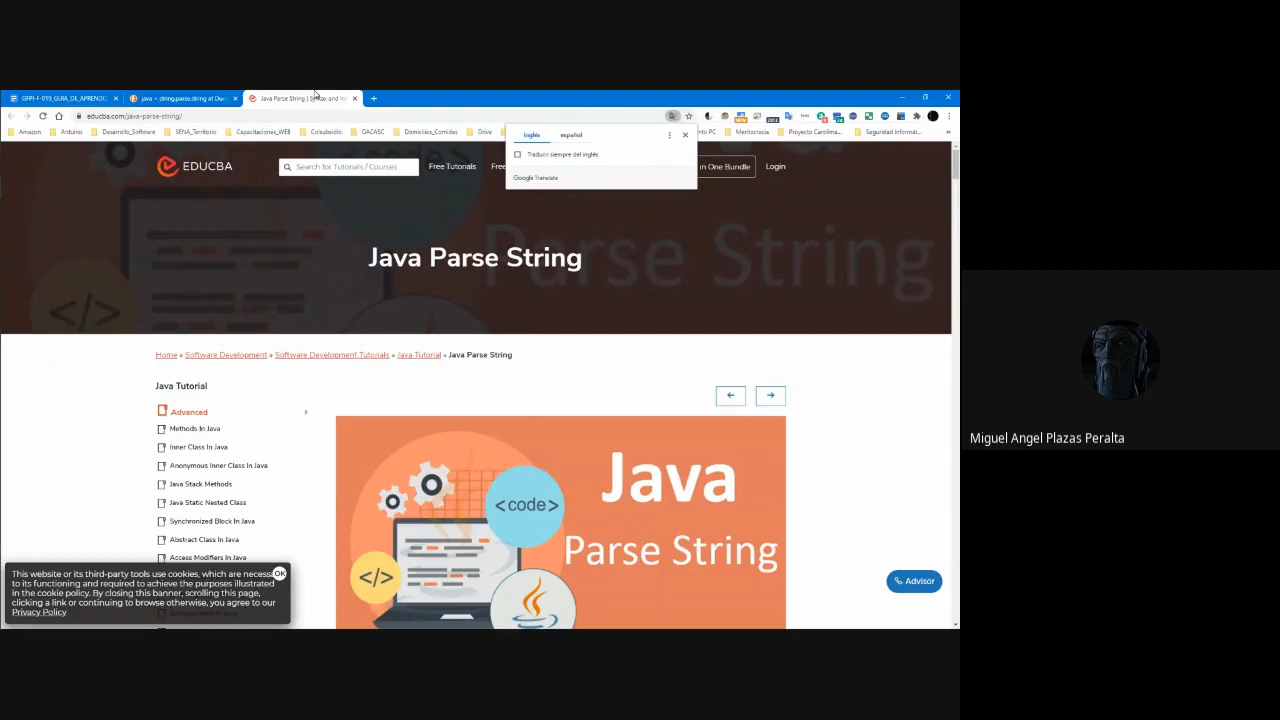 GFPI-F-019_GUIA_DE_APREND
java - string.parse.string at Duc
Java Parse String | Syntax and In
educba.com/java-parse-string/
Amazon
Arduino
Desarrollo_Software
SENA_Territorio
Capacitaciones_WEB
Colsubsidio
OACASC
Domicilios_Comidas
Drive
nto PC
Meritocracia
Proyecto Carolima...
Seguridad Informát...
inglés
español
Traducir siempre del inglés
Google Translate
EDUCBA
Search for Tutorials / Courses
Free Tutorials
Free
in One Bundle
Login
Parse String
Java Parse String
Home » Software Development » Software Development Tutorials » Java Tutorial » Java Parse String
Java Tutorial
Advanced
Methods In Java
Inner Class In Java
Anonymous Inner Class In Java
Java Stack Methods
Java Static Nested Class
Synchronized Block In Java
Abstract Class In Java
Access Modifiers In Java
Java
Parse String
<code>
</>
</>
This website or its third-party tools use cookies, which are necess
to its functioning and required to achieve the purposes illustrated
in the cookie policy. By closing this banner, scrolling this page,
clicking a link or continuing to browse otherwise, you agree to our
Privacy Policy
OK
Advisor
Miguel Angel Plazas Peralta